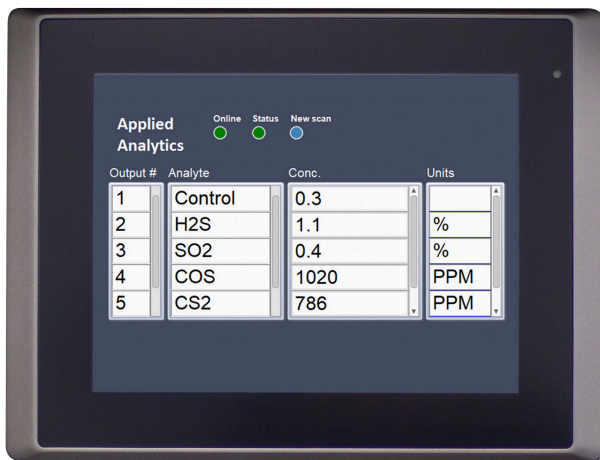 Applied
Analytics
Online Status New scan
Output # Analyte Conc. Units
1 Control 0.3
2 H2S 1.1 %
3 SO2 0.4 %
4 COS 1020 PPM
5 CS2 786 PPM